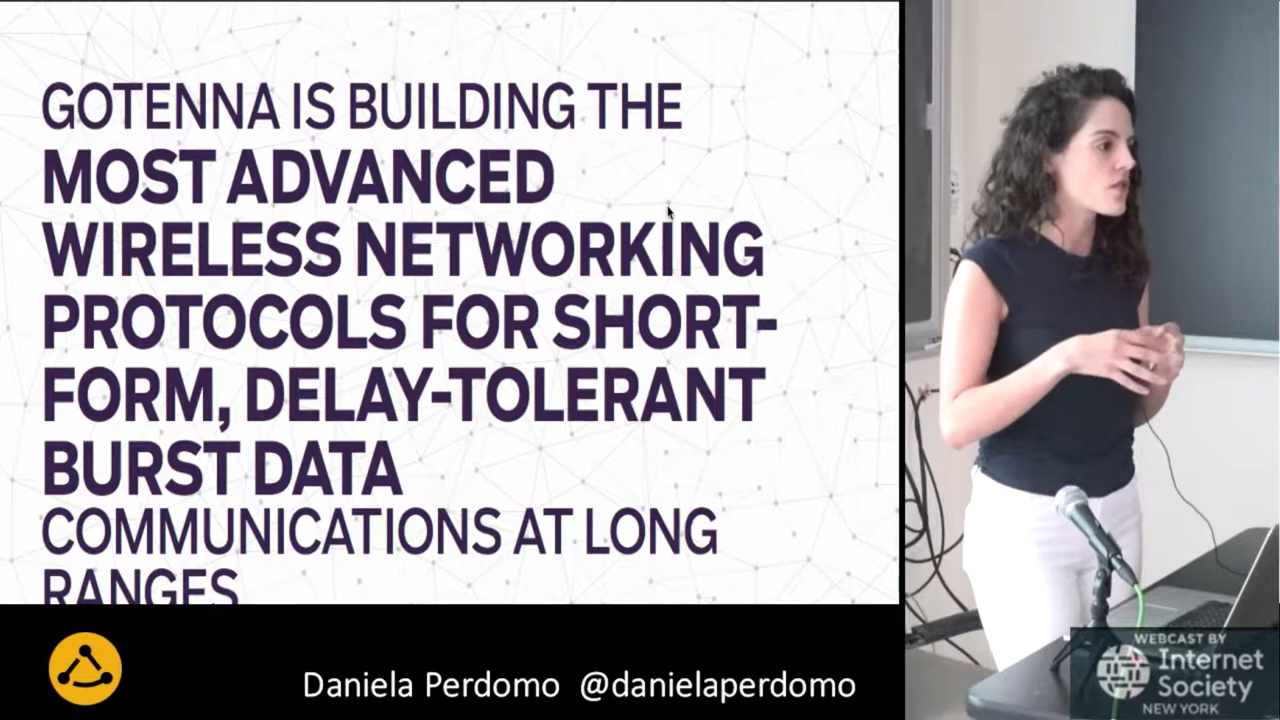 GOTENNA IS BUILDING THE
MOST ADVANCED
WIRELESS NETWORKING
PROTOCOLS FOR SHORT-
FORM, DELAY-TOLERANT
BURST DATA
COMMUNICATIONS AT LONG
RANGES
Daniela Perdomo @danielaperdomo
WEBCAST BY
Internet
Society
NEW YORK